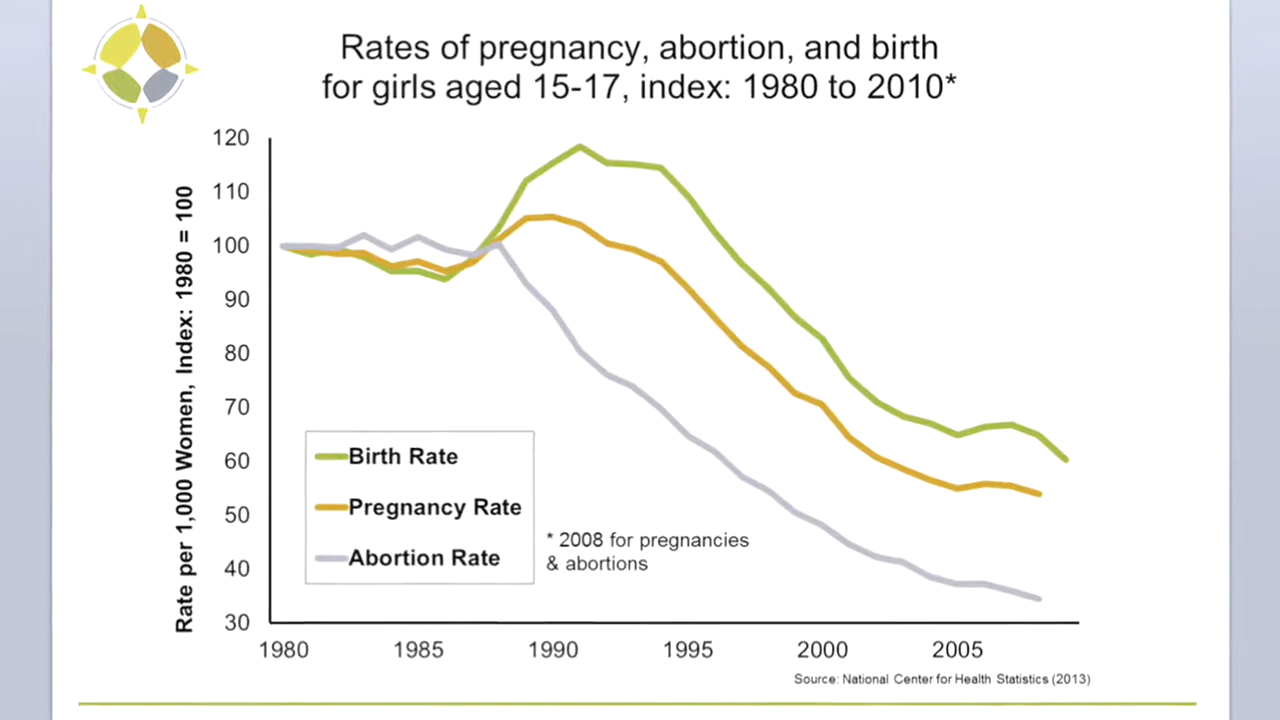 Rates of pregnancy, abortion, and birth
for girls aged 15-17, index: 1980 to 2010*
Rate per 1,000 Women, Index: 1980 = 100
120
110
100
90
80
70
60
50
40
30
Birth Rate
Pregnancy Rate
Abortion Rate
* 2008 for pregnancies
& abortions
1980 1985 1990 1995 2000 2005
Source: National Center for Health Statistics (2013)